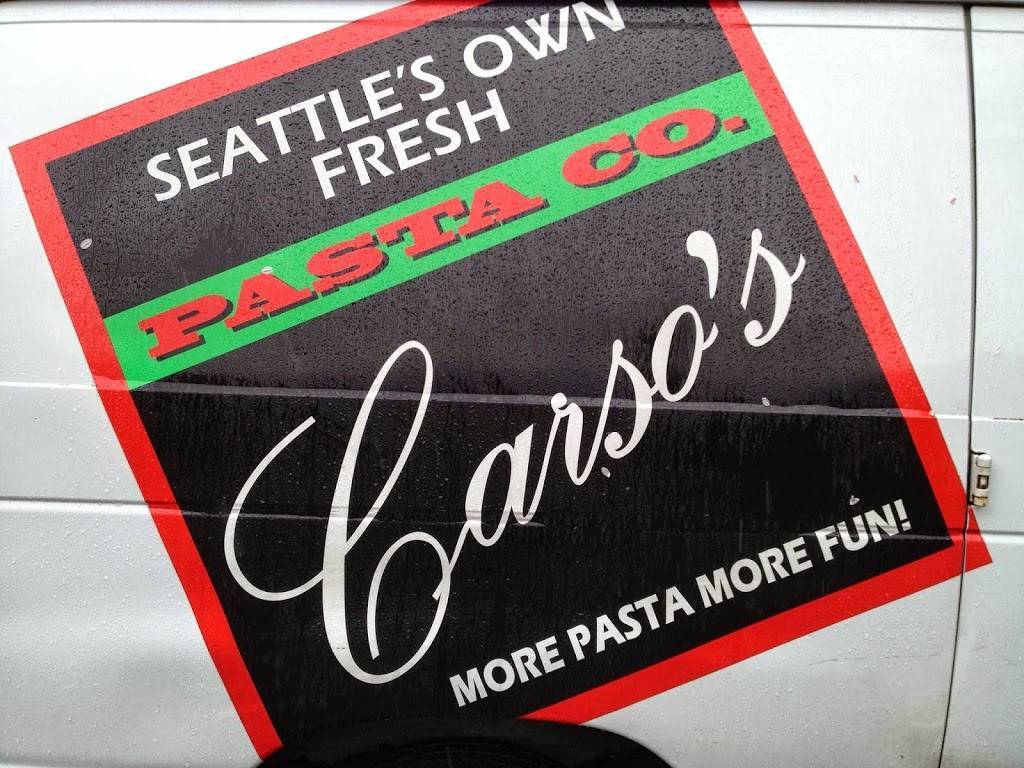 SEATTLE'S OWN
FRESH
PASTA CO.
Carso's
MORE PASTA MORE FUN!